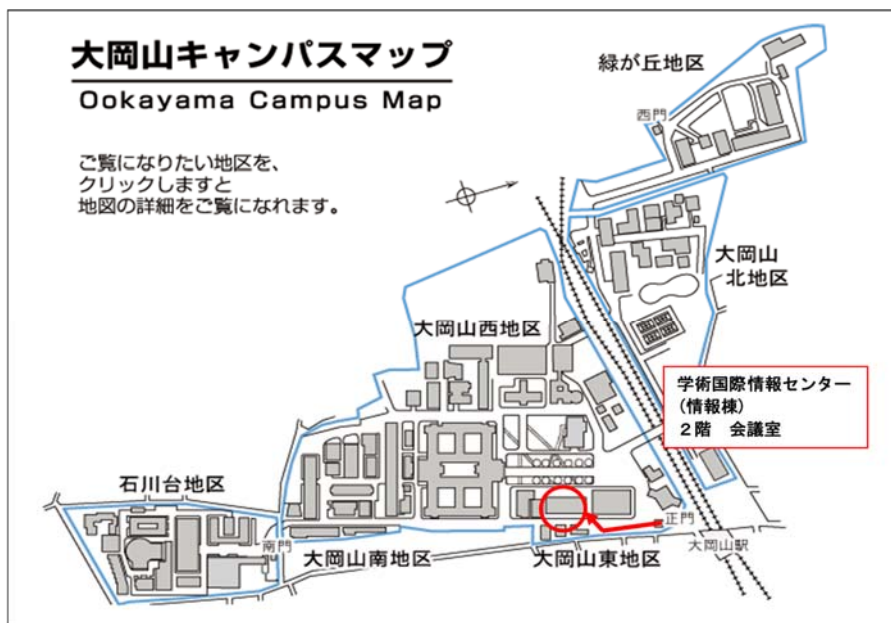 大岡山キャンパスマップ
Ookayama Campus Map
ご覧になりたい地区を、
クリックしますと
地図の詳細をご覧になれます。
緑が丘地区
西門
大岡山
北地区
大岡山西地区
学術国際情報センター
(情報棟)
２階　会議室
石川台地区
南門
大岡山南地区
大岡山東地区
正門
大岡山駅